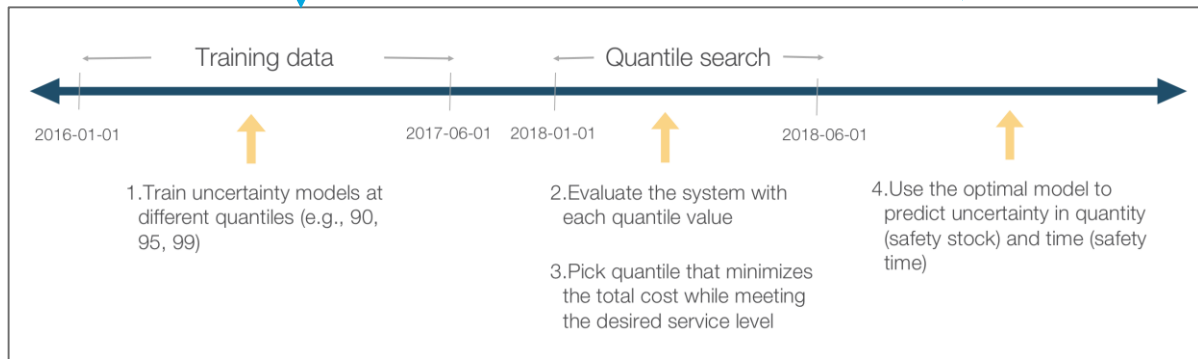 Training data
Quantile search
2016-01-01
2017-06-01
2018-01-01
2018-06-01
1.Train uncertainty models at
different quantiles (e.g., 90,
95, 99)
2.Evaluate the system with
each quantile value
3.Pick quantile that minimizes
the total cost while meeting
the desired service level
4.Use the optimal model to
predict uncertainty in quantity
(safety stock) and time (safety
time)